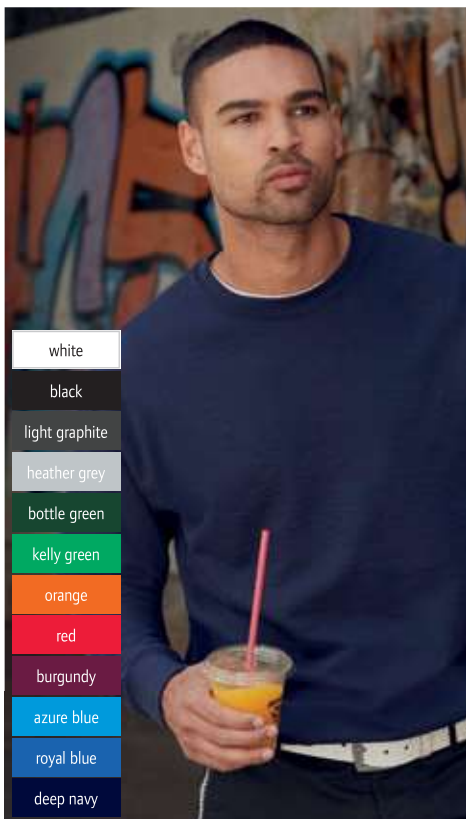 white
black
light graphite
heather grey
bottle green
kelly green
orange
red
burgundy
azure blue
royal blue
deep navy